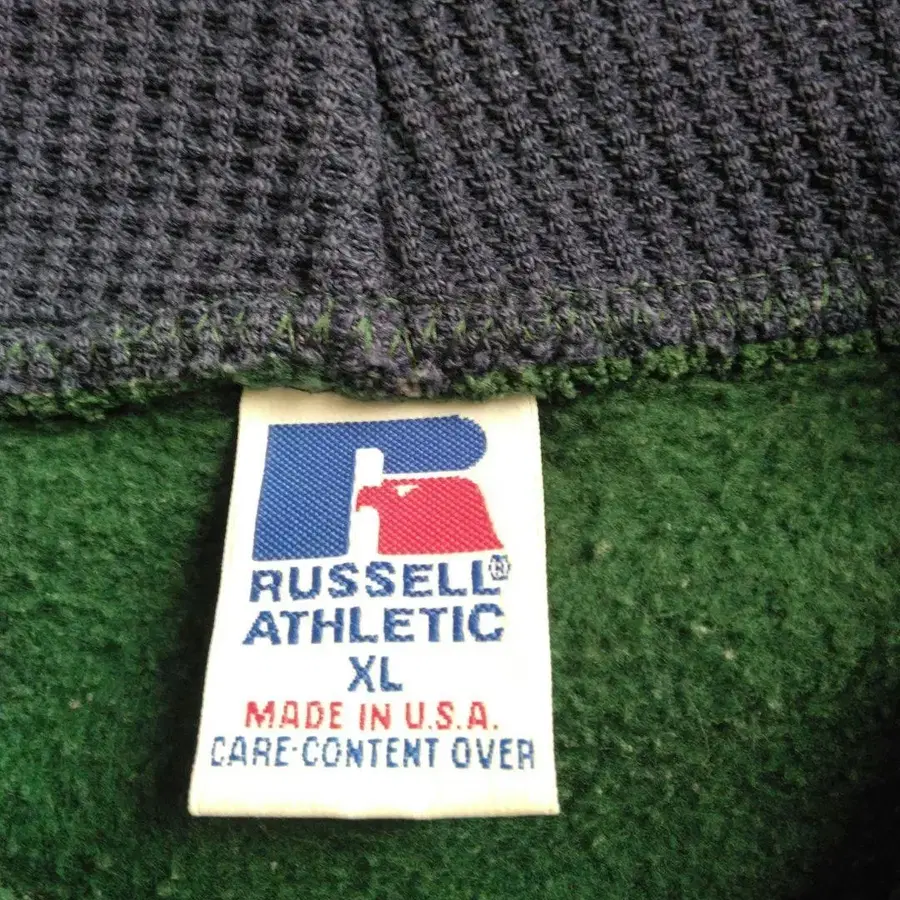 RUSSELL®
ATHLETIC
XL
MADE IN U.S.A.
CARE·CONTENT OVER